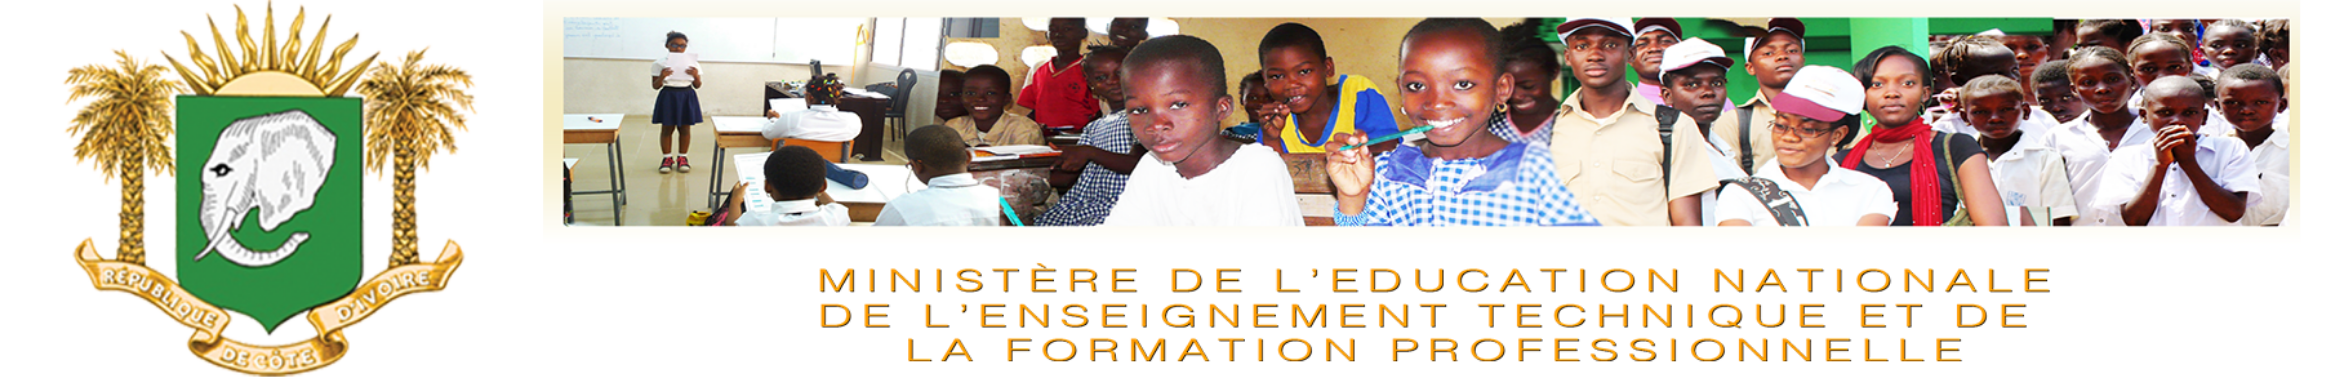 RÉPUBLIQUE
DE CÔTE
D'IVOIRE
MINISTÈRE DE L'EDUCATION NATIONALE
DE L'ENSEIGNEMENT TECHNIQUE ET DE
LA FORMATION PROFESSIONNELLE